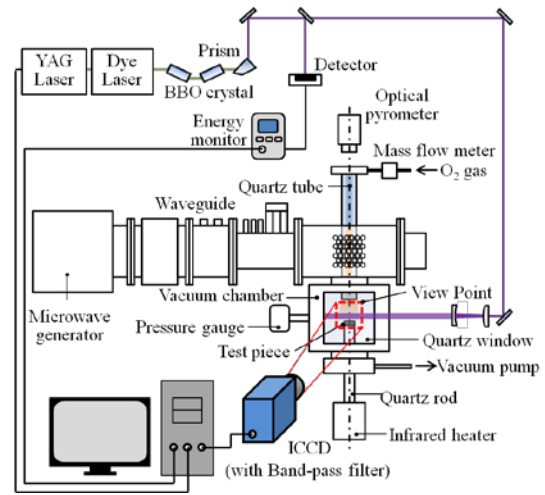 YAG
Laser
Dye
Laser
Prism
BBO crystal
Detector
Energy
monitor
Optical
pyrometer
Mass flow meter
O₂ gas
Quartz tube
Waveguide
Microwave
generator
Vacuum chamber
Pressure gauge
View Point
Test piece
Quartz window
Vacuum pump
Quartz rod
Infrared heater
ICCD
(with Band-pass filter)